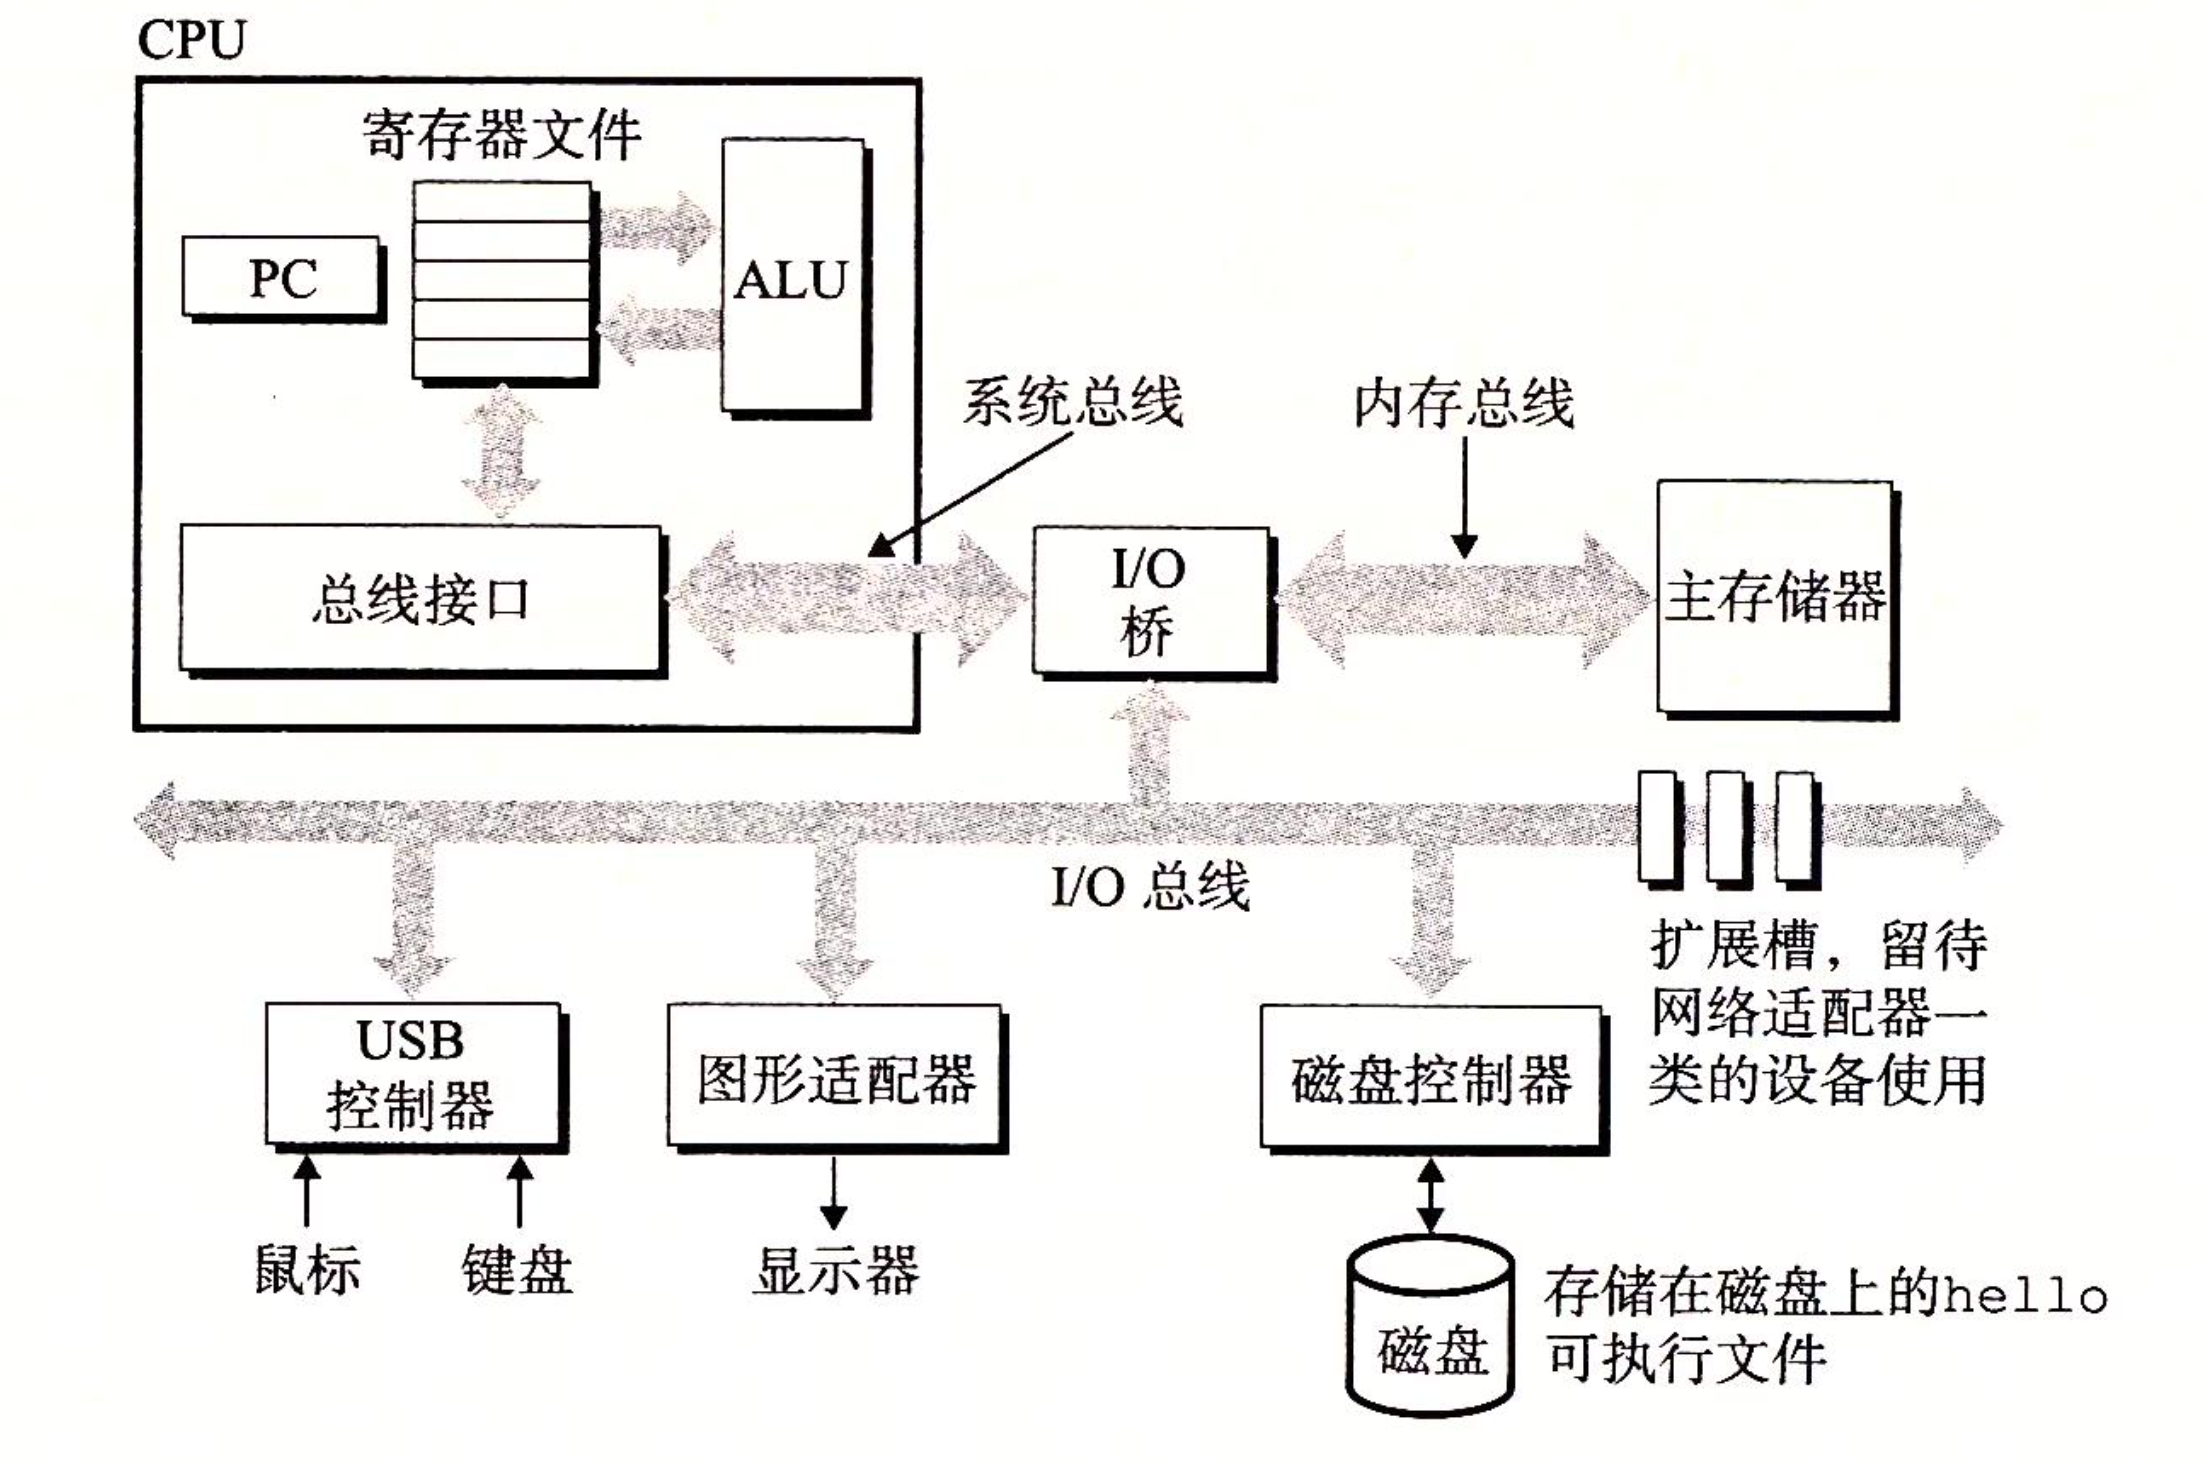 CPU
寄存器文件
PC
ALU
系统总线
内存总线
总线接口
I/O
桥
主存储器
I/O 总线
扩展槽，留待
网络适配器一
类的设备使用
USB
控制器
图形适配器
磁盘控制器
鼠标
键盘
显示器
磁盘
存储在磁盘上的hello
可执行文件